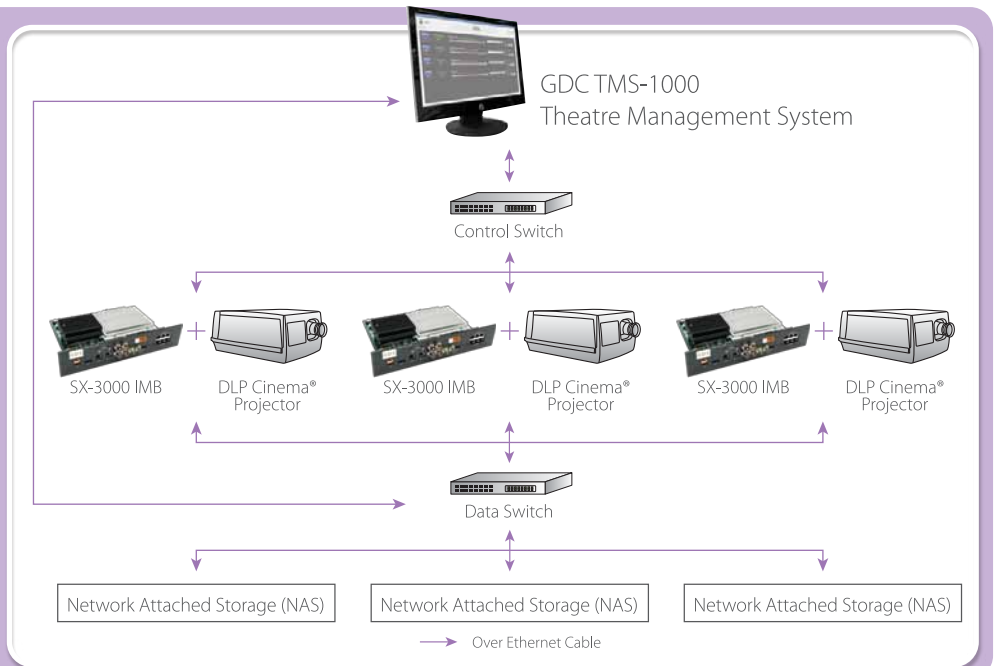 GDC TMS-1000
Theatre Management System
Control Switch
SX-3000 IMB
DLP Cinema®
Projector
SX-3000 IMB
DLP Cinema®
Projector
SX-3000 IMB
DLP Cinema®
Projector
Data Switch
Network Attached Storage (NAS)
Network Attached Storage (NAS)
Network Attached Storage (NAS)
Over Ethernet Cable